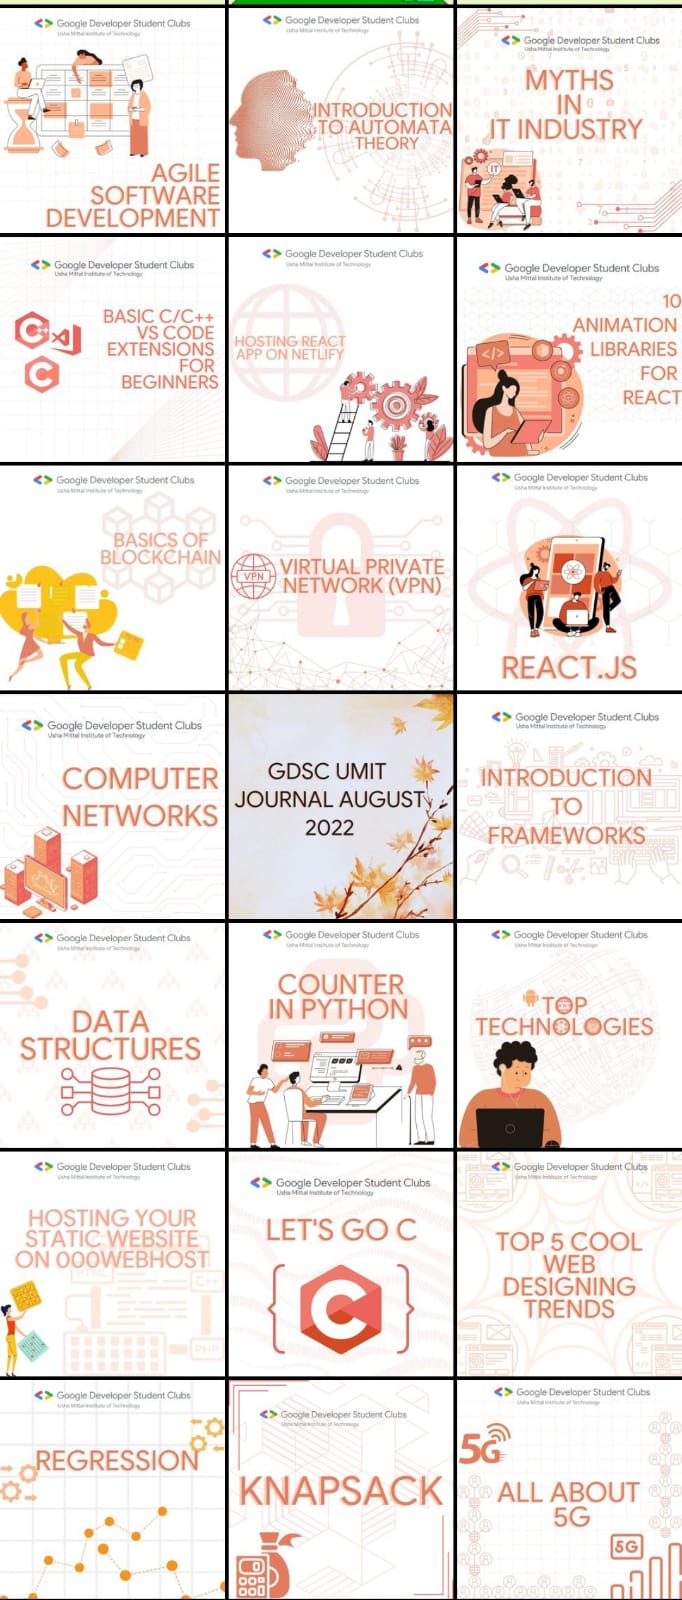 Google Developer Student Clubs
Usha Mittal Institute of Technology
AGILE
SOFTWARE
DEVELOPMENT
Google Developer Student Clubs
Usha Mittal Institute of Technology
INTRODUCTION
TO AUTOMATA
THEORY
Google Developer Student Clubs
Usha Mittal Institute of Technology
MYTHS
IN
IT INDUSTRY
IT
Google Developer Student Clubs
Usha Mittal Institute of Technology
BASIC C/C++
VS CODE
EXTENSIONS
FOR
BEGINNERS
C++
C
Google Developer Student Clubs
Usha Mittal Institute of Technology
HOSTING REACT
APP ON NETLIFY
Google Developer Student Clubs
Usha Mittal Institute of Technology
10
ANIMATION
LIBRARIES
FOR
REACT
</>
Google Developer Student Clubs
Usha Mittal Institute of Technology
BASICS OF
BLOCKCHAIN
Google Developer Student Clubs
Usha Mittal Institute of Technology
VPN
VIRTUAL PRIVATE
NETWORK (VPN)
Google Developer Student Clubs
Usha Mittal Institute of Technology
REACT.JS
Google Developer Student Clubs
Usha Mittal Institute of Technology
COMPUTER
NETWORKS
GDSC UMIT
JOURNAL AUGUST
2022
Google Developer Student Clubs
Usha Mittal Institute of Technology
INTRODUCTION
TO
FRAMEWORKS
Google Developer Student Clubs
Usha Mittal Institute of Technology
DATA
STRUCTURES
Google Developer Student Clubs
Usha Mittal Institute of Technology
COUNTER
IN PYTHON
Google Developer Student Clubs
Usha Mittal Institute of Technology
TOP
TECHNOLOGIES
Google Developer Student Clubs
Usha Mittal Institute of Technology
HOSTING YOUR
STATIC WEBSITE
ON 000WEBHOST
HTML
C++
PHP
Google Developer Student Clubs
Usha Mittal Institute of Technology
LET'S GO C
{C}
Google Developer Student Clubs
Usha Mittal Institute of Technology
TOP 5 COOL
WEB
DESIGNING
TRENDS
Google Developer Student Clubs
Usha Mittal Institute of Technology
REGRESSION
Google Developer Student Clubs
Usha Mittal Institute of Technology
KNAPSACK
Google Developer Student Clubs
Usha Mittal Institute of Technology
5G
ALL ABOUT
5G
5G